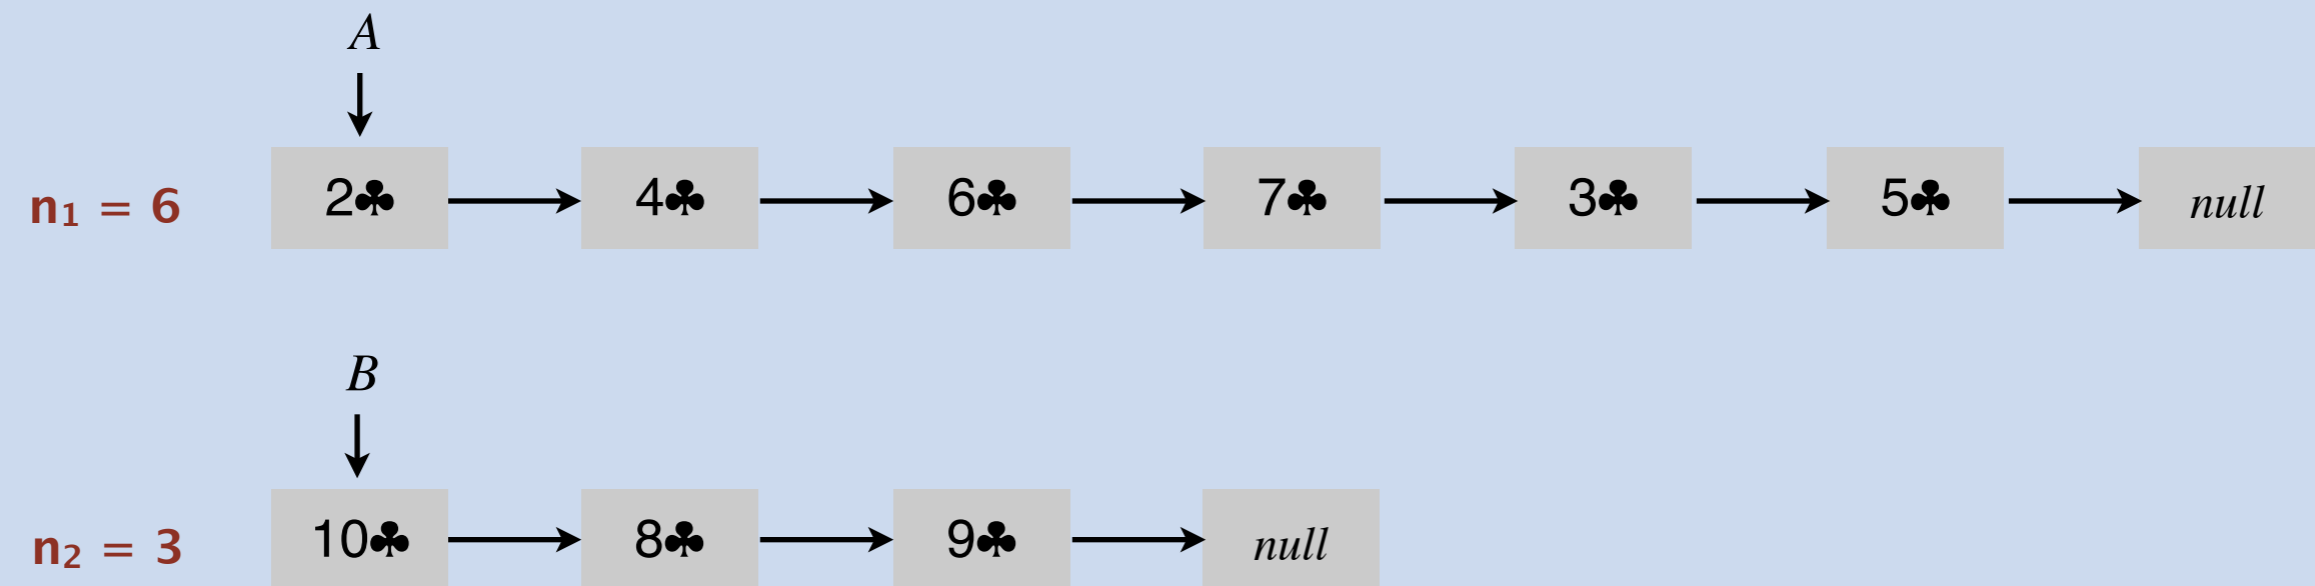 A
n₁ = 6 2♣ 4♣ 6♣ 7♣ 3♣ 5♣ null
B
n₂ = 3 10♣ 8♣ 9♣ null